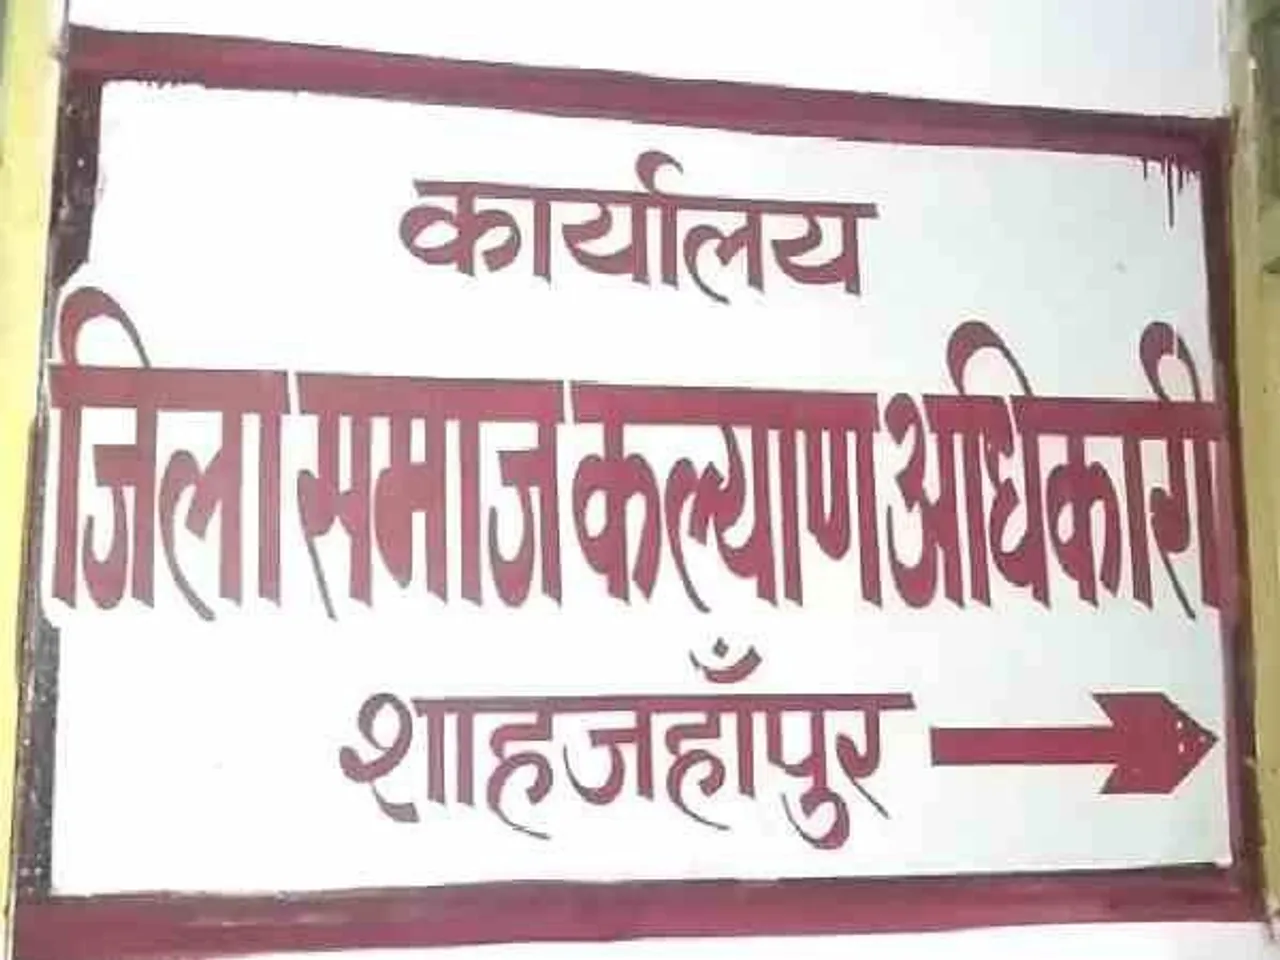 कार्यालय
जिला समाज कल्याण अधिकारी
शाहजहाँपुर